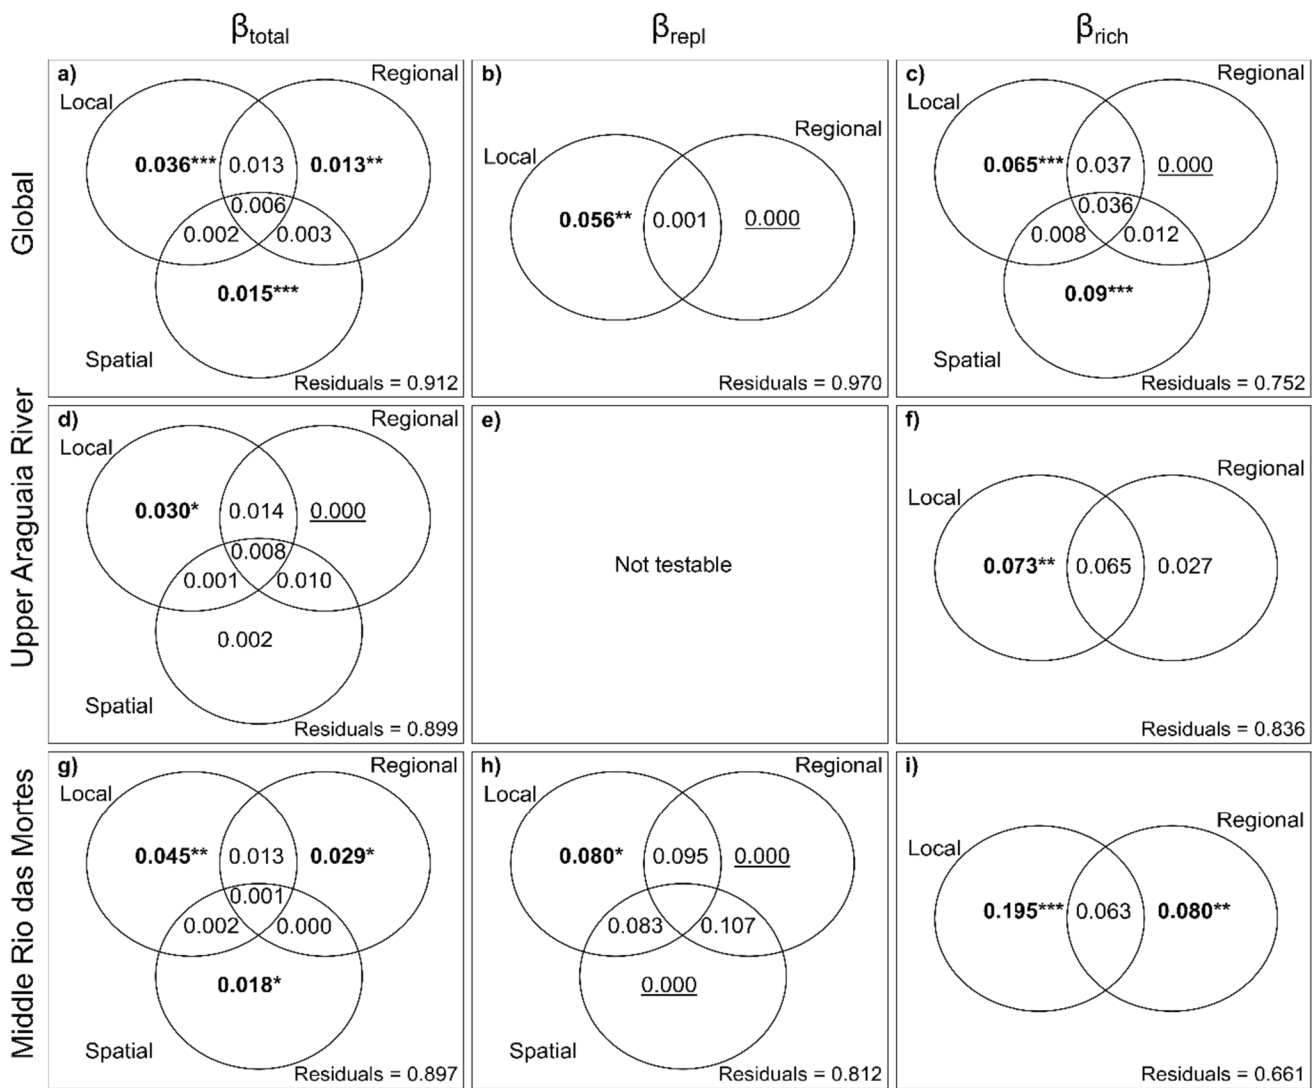 βtotal
βrepl
βrich
Global
a)
Regional
Local
0.036*** 0.013 0.013**
0.006
0.002 0.003
0.015***
Spatial
Residuals = 0.912
b)
Regional
Local
0.056** 0.001 0.000
Residuals = 0.970
c)
Regional
Local
0.065*** 0.037 0.000
0.036
0.008 0.012
0.09***
Spatial
Residuals = 0.752
Upper Araguaia River
d)
Regional
Local
0.030* 0.014 0.000
0.008
0.001 0.010
0.002
Spatial
Residuals = 0.899
e)
Not testable
f)
Regional
Local
0.073** 0.065 0.027
Residuals = 0.836
Middle Rio das Mortes
g)
Regional
Local
0.045** 0.013 0.029*
0.001
0.002 0.000
0.018*
Spatial
Residuals = 0.897
h)
Regional
Local
0.080* 0.095 0.000
0.083 0.107
0.000
Spatial
Residuals = 0.812
i)
Regional
Local
0.195*** 0.063 0.080**
Residuals = 0.661